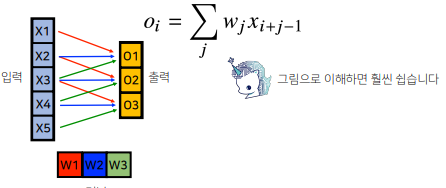 X1
X2
X3
X4
X5
입력
O1
O2
O3
출력
o_i = ∑_j w_j x_{i+j−1}
그림으로 이해하면 훨씬 쉽습니다
W1 W2 W3